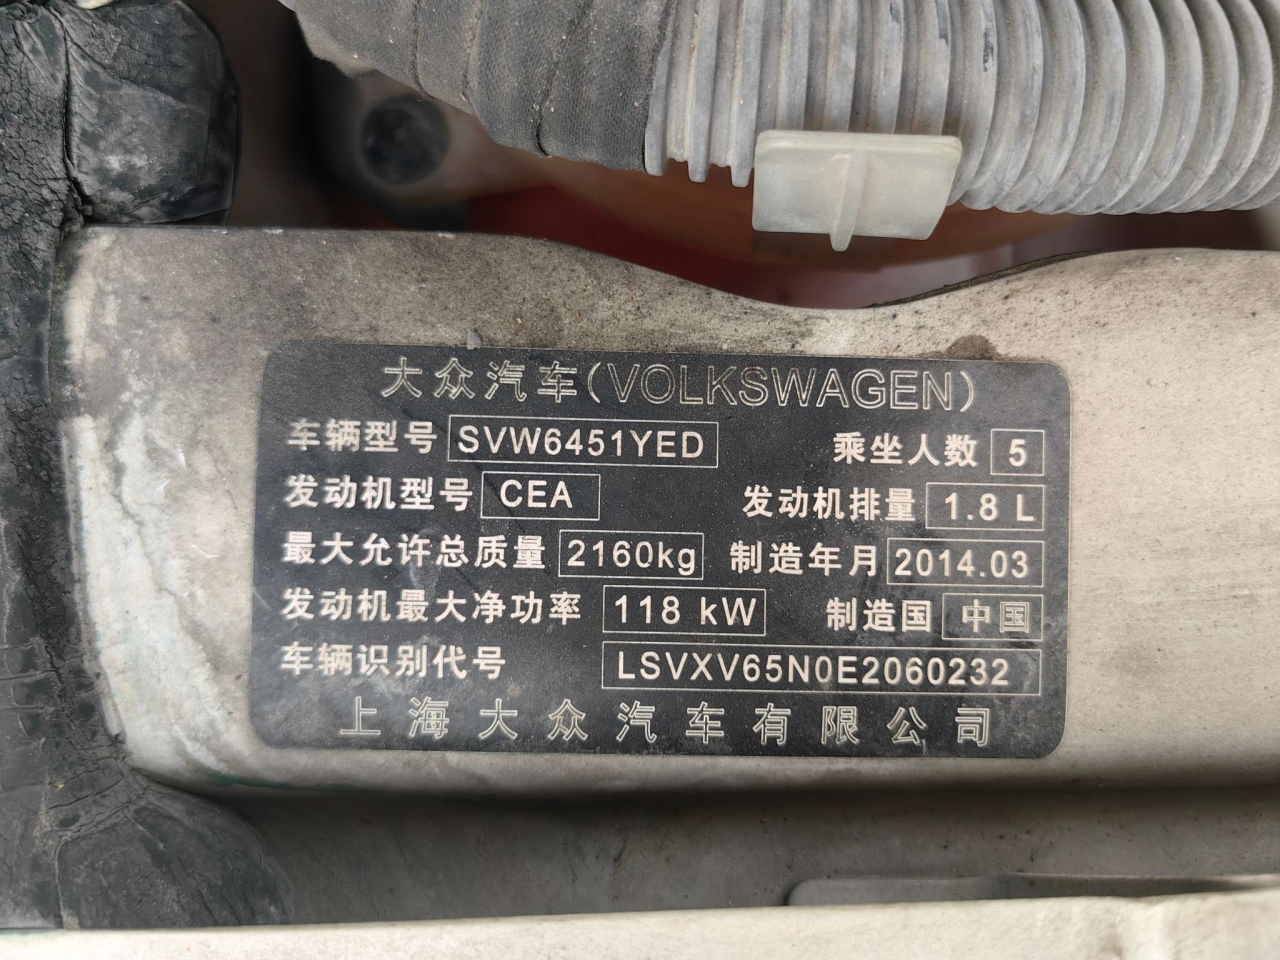 大众汽车(VOLKSWAGEN)
车辆型号 SVW6451YED 乘坐人数 5
发动机型号 CEA 发动机排量 1.8 L
最大允许总质量 2160kg 制造年月 2014.03
发动机最大净功率 118 kW 制造国 中国
车辆识别代号 LSVXV65N0E2060232
上海大众汽车有限公司